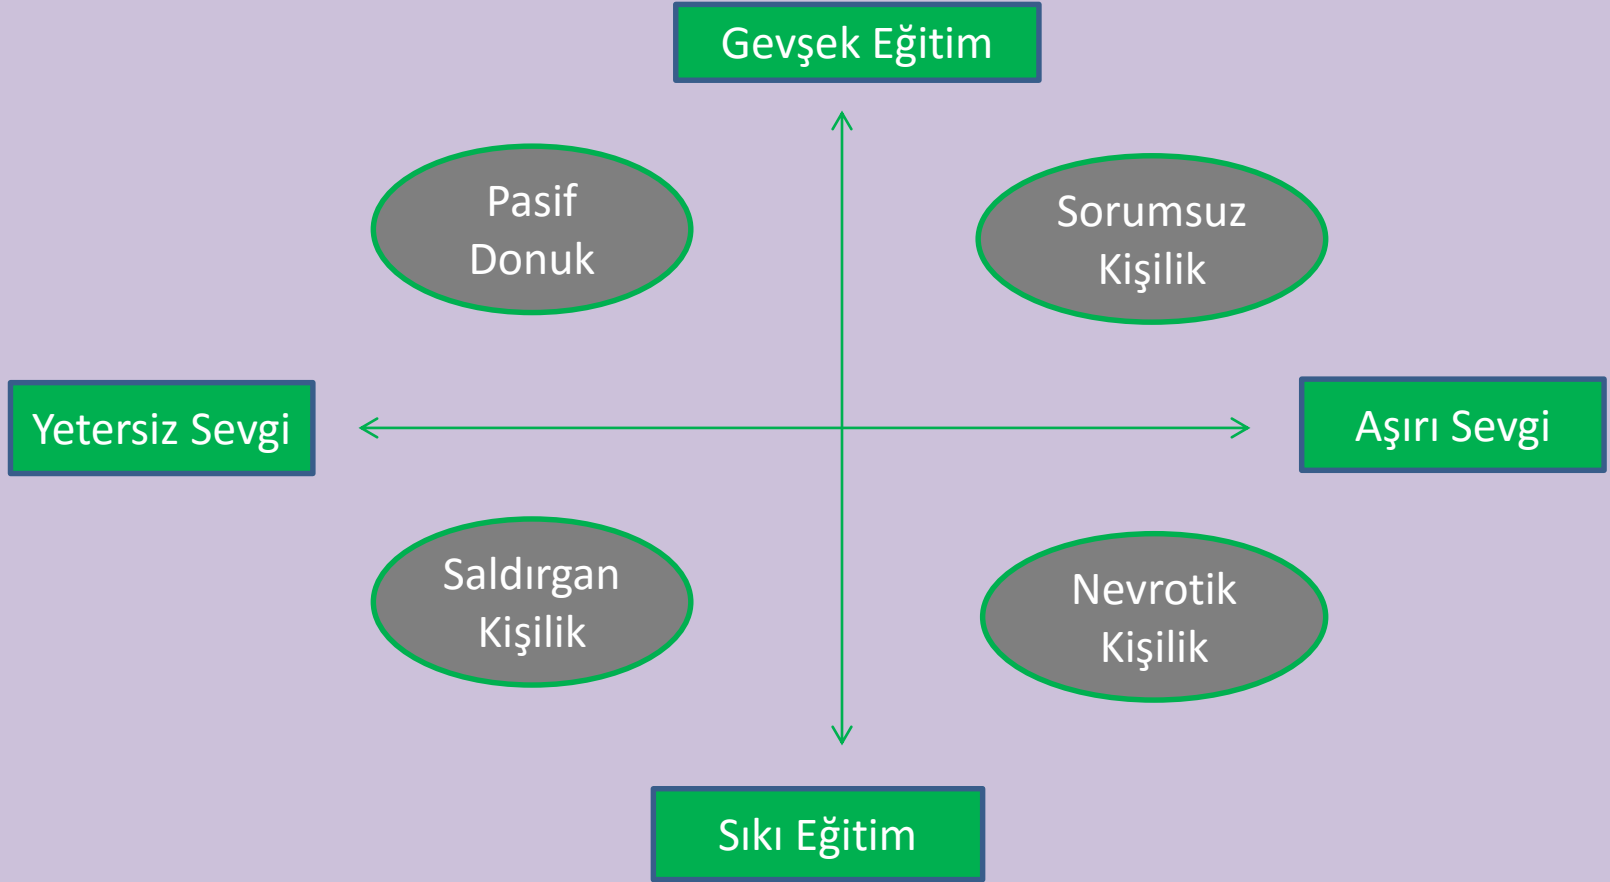 Gevşek Eğitim
Pasif
Donuk
Sorumsuz
Kişilik
Yetersiz Sevgi
Aşırı Sevgi
Saldırgan
Kişilik
Nevrotik
Kişilik
Sıkı Eğitim